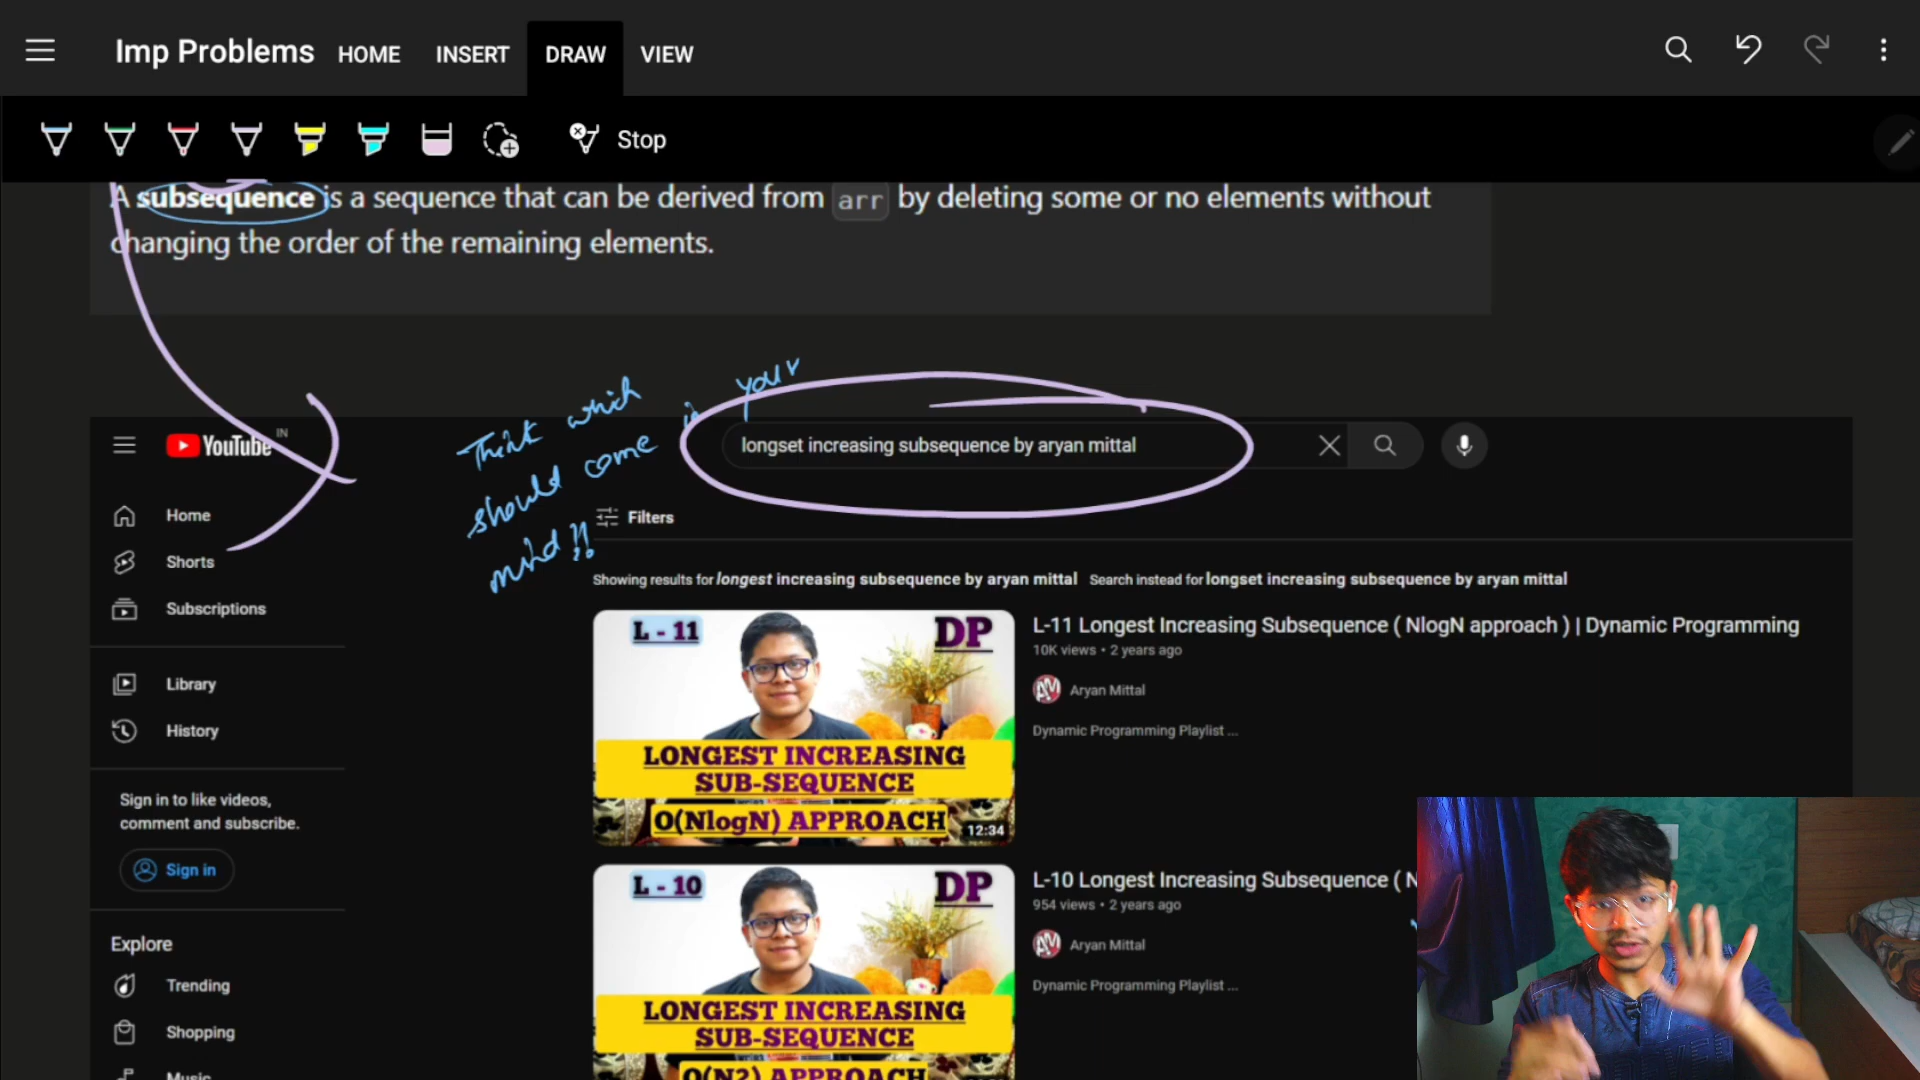 Imp Problems HOME INSERT DRAW VIEW
Stop
A subsequence is a sequence that can be derived from arr by deleting some or no elements without
changing the order of the remaining elements.
Think which
should come in your
mind!!
YouTube IN
longset increasing subsequence by aryan mittal
Home
Shorts
Subscriptions
Library
History
Sign in to like videos,
comment and subscribe.
Sign in
Explore
Trending
Shopping
Music
Filters
Showing results for longest increasing subsequence by aryan mittal Search instead for longset increasing subsequence by aryan mittal
L - 11 DP
LONGEST INCREASING
SUB-SEQUENCE
O(NlogN) APPROACH
12:34
L-11 Longest Increasing Subsequence ( NlogN approach ) | Dynamic Programming
10K views • 2 years ago
AM Aryan Mittal
Dynamic Programming Playlist ...
L - 10 DP
LONGEST INCREASING
SUB-SEQUENCE
O(N2) APPROACH
L-10 Longest Increasing Subsequence ( N
954 views • 2 years ago
AM Aryan Mittal
Dynamic Programming Playlist ...